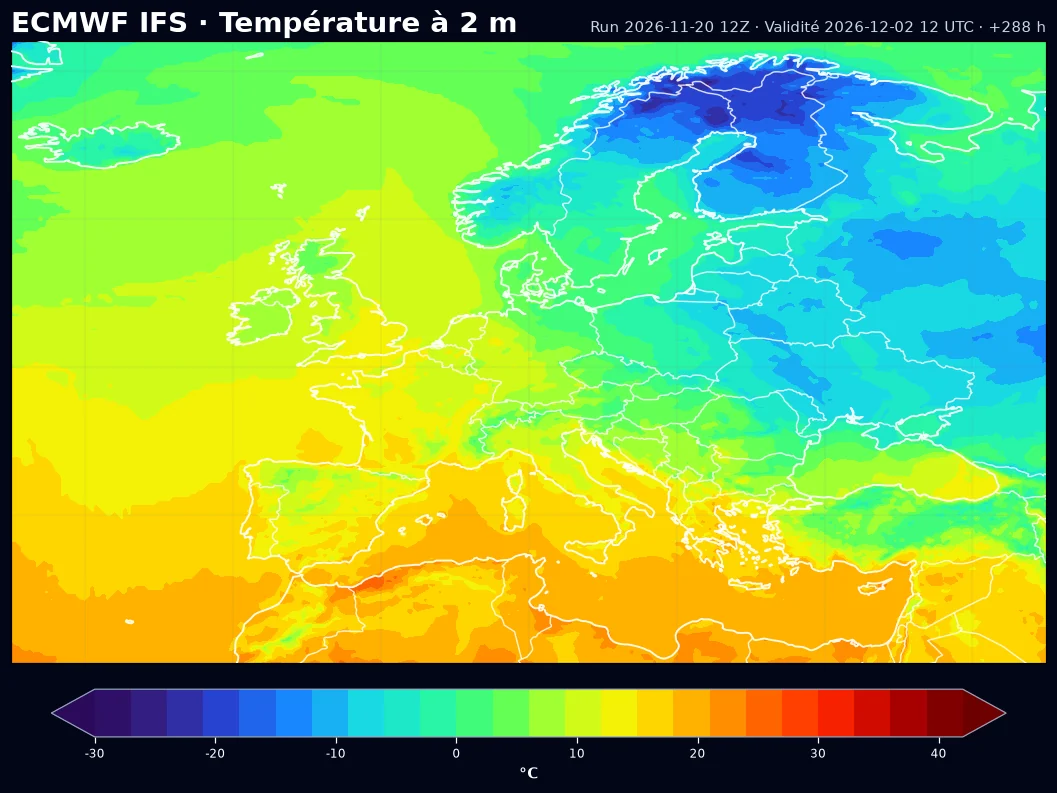 ECMWF IFS · Température à 2 m
Run 2026-11-20 12Z · Validité 2026-12-02 12 UTC · +288 h
-30 -20 -10 0 10 20 30 40
°C